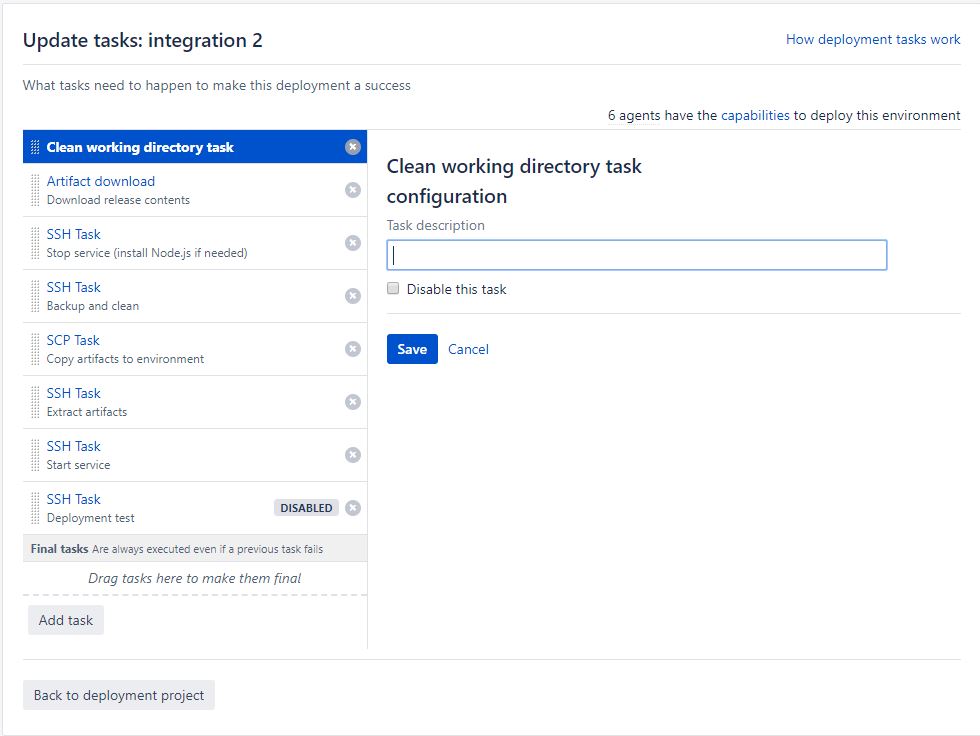 Update tasks: integration 2
How deployment tasks work
What tasks need to happen to make this deployment a success
6 agents have the capabilities to deploy this environment
Clean working directory task
Artifact download
Download release contents
SSH Task
Stop service (install Node.js if needed)
SSH Task
Backup and clean
SCP Task
Copy artifacts to environment
SSH Task
Extract artifacts
SSH Task
Start service
SSH Task
Deployment test
DISABLED
Final tasks Are always executed even if a previous task fails
Drag tasks here to make them final
Add task
Clean working directory task
configuration
Task description
Disable this task
Save
Cancel
Back to deployment project